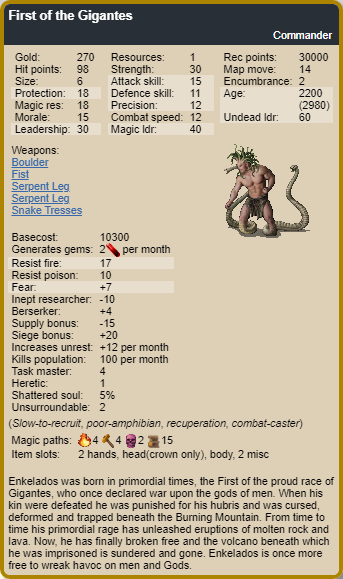 First of the Gigantes
Commander
Gold: 270 Resources: 1 Rec points: 30000
Hit points: 98 Strength: 30 Map move: 14
Size: 6 Attack skill: 15 Encumbrance: 2
Protection: 18 Defence skill: 11 Age: 2200
Magic res: 18 Precision: 12 (2980)
Morale: 15 Combat speed: 12 Undead ldr: 60
Leadership: 30 Magic ldr: 40
Weapons:
Boulder
Fist
Serpent Leg
Serpent Leg
Snake Tresses
Basecost: 10300
Generates gems: 2 per month
Resist fire: 17
Resist poison: 10
Fear: +7
Inept researcher: -10
Berserker: +4
Supply bonus: -15
Siege bonus: +20
Increases unrest: +12 per month
Kills population: 100 per month
Task master: 4
Heretic: 1
Shattered soul: 5%
Unsurroundable: 2
(Slow-to-recruit, poor-amphibian, recuperation, combat-caster)
Magic paths: 4 4 2 15
Item slots: 2 hands, head(crown only), body, 2 misc
Enkelados was born in primordial times, the First of the proud race of
Gigantes, who once declared war upon the gods of men. When his
kin were defeated he was punished for his hubris and was cursed,
deformed and trapped beneath the Burning Mountain. From time to
time his primordial rage has unleashed eruptions of molten rock and
lava. Now, he has finally broken free and the volcano beneath which
he was imprisoned is sundered and gone. Enkelados is once more
free to wreak havoc on men and Gods.